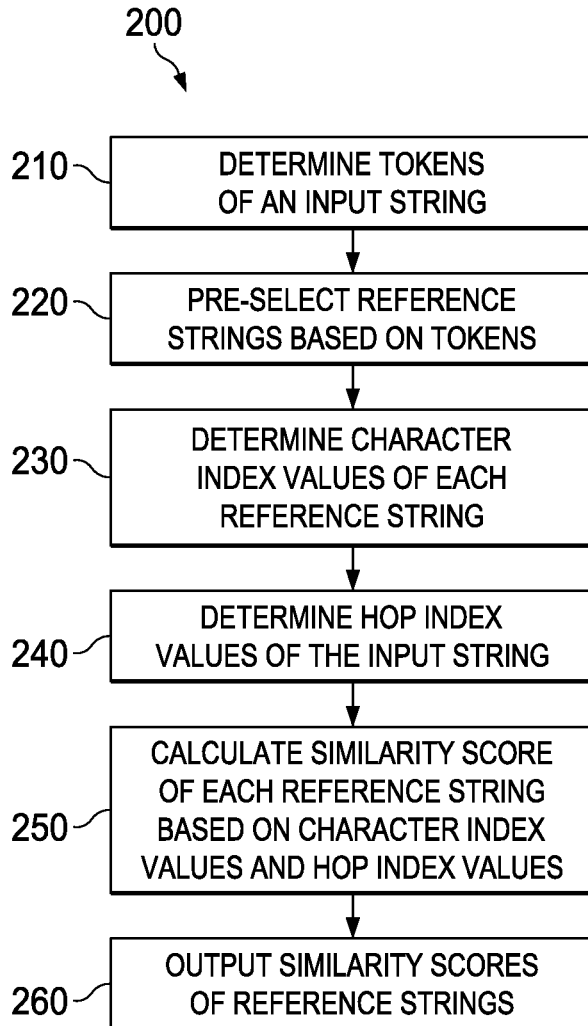 200
210
DETERMINE TOKENS
OF AN INPUT STRING
220
PRE-SELECT REFERENCE
STRINGS BASED ON TOKENS
230
DETERMINE CHARACTER
INDEX VALUES OF EACH
REFERENCE STRING
240
DETERMINE HOP INDEX
VALUES OF THE INPUT STRING
250
CALCULATE SIMILARITY SCORE
OF EACH REFERENCE STRING
BASED ON CHARACTER INDEX
VALUES AND HOP INDEX VALUES
260
OUTPUT SIMILARITY SCORES
OF REFERENCE STRINGS